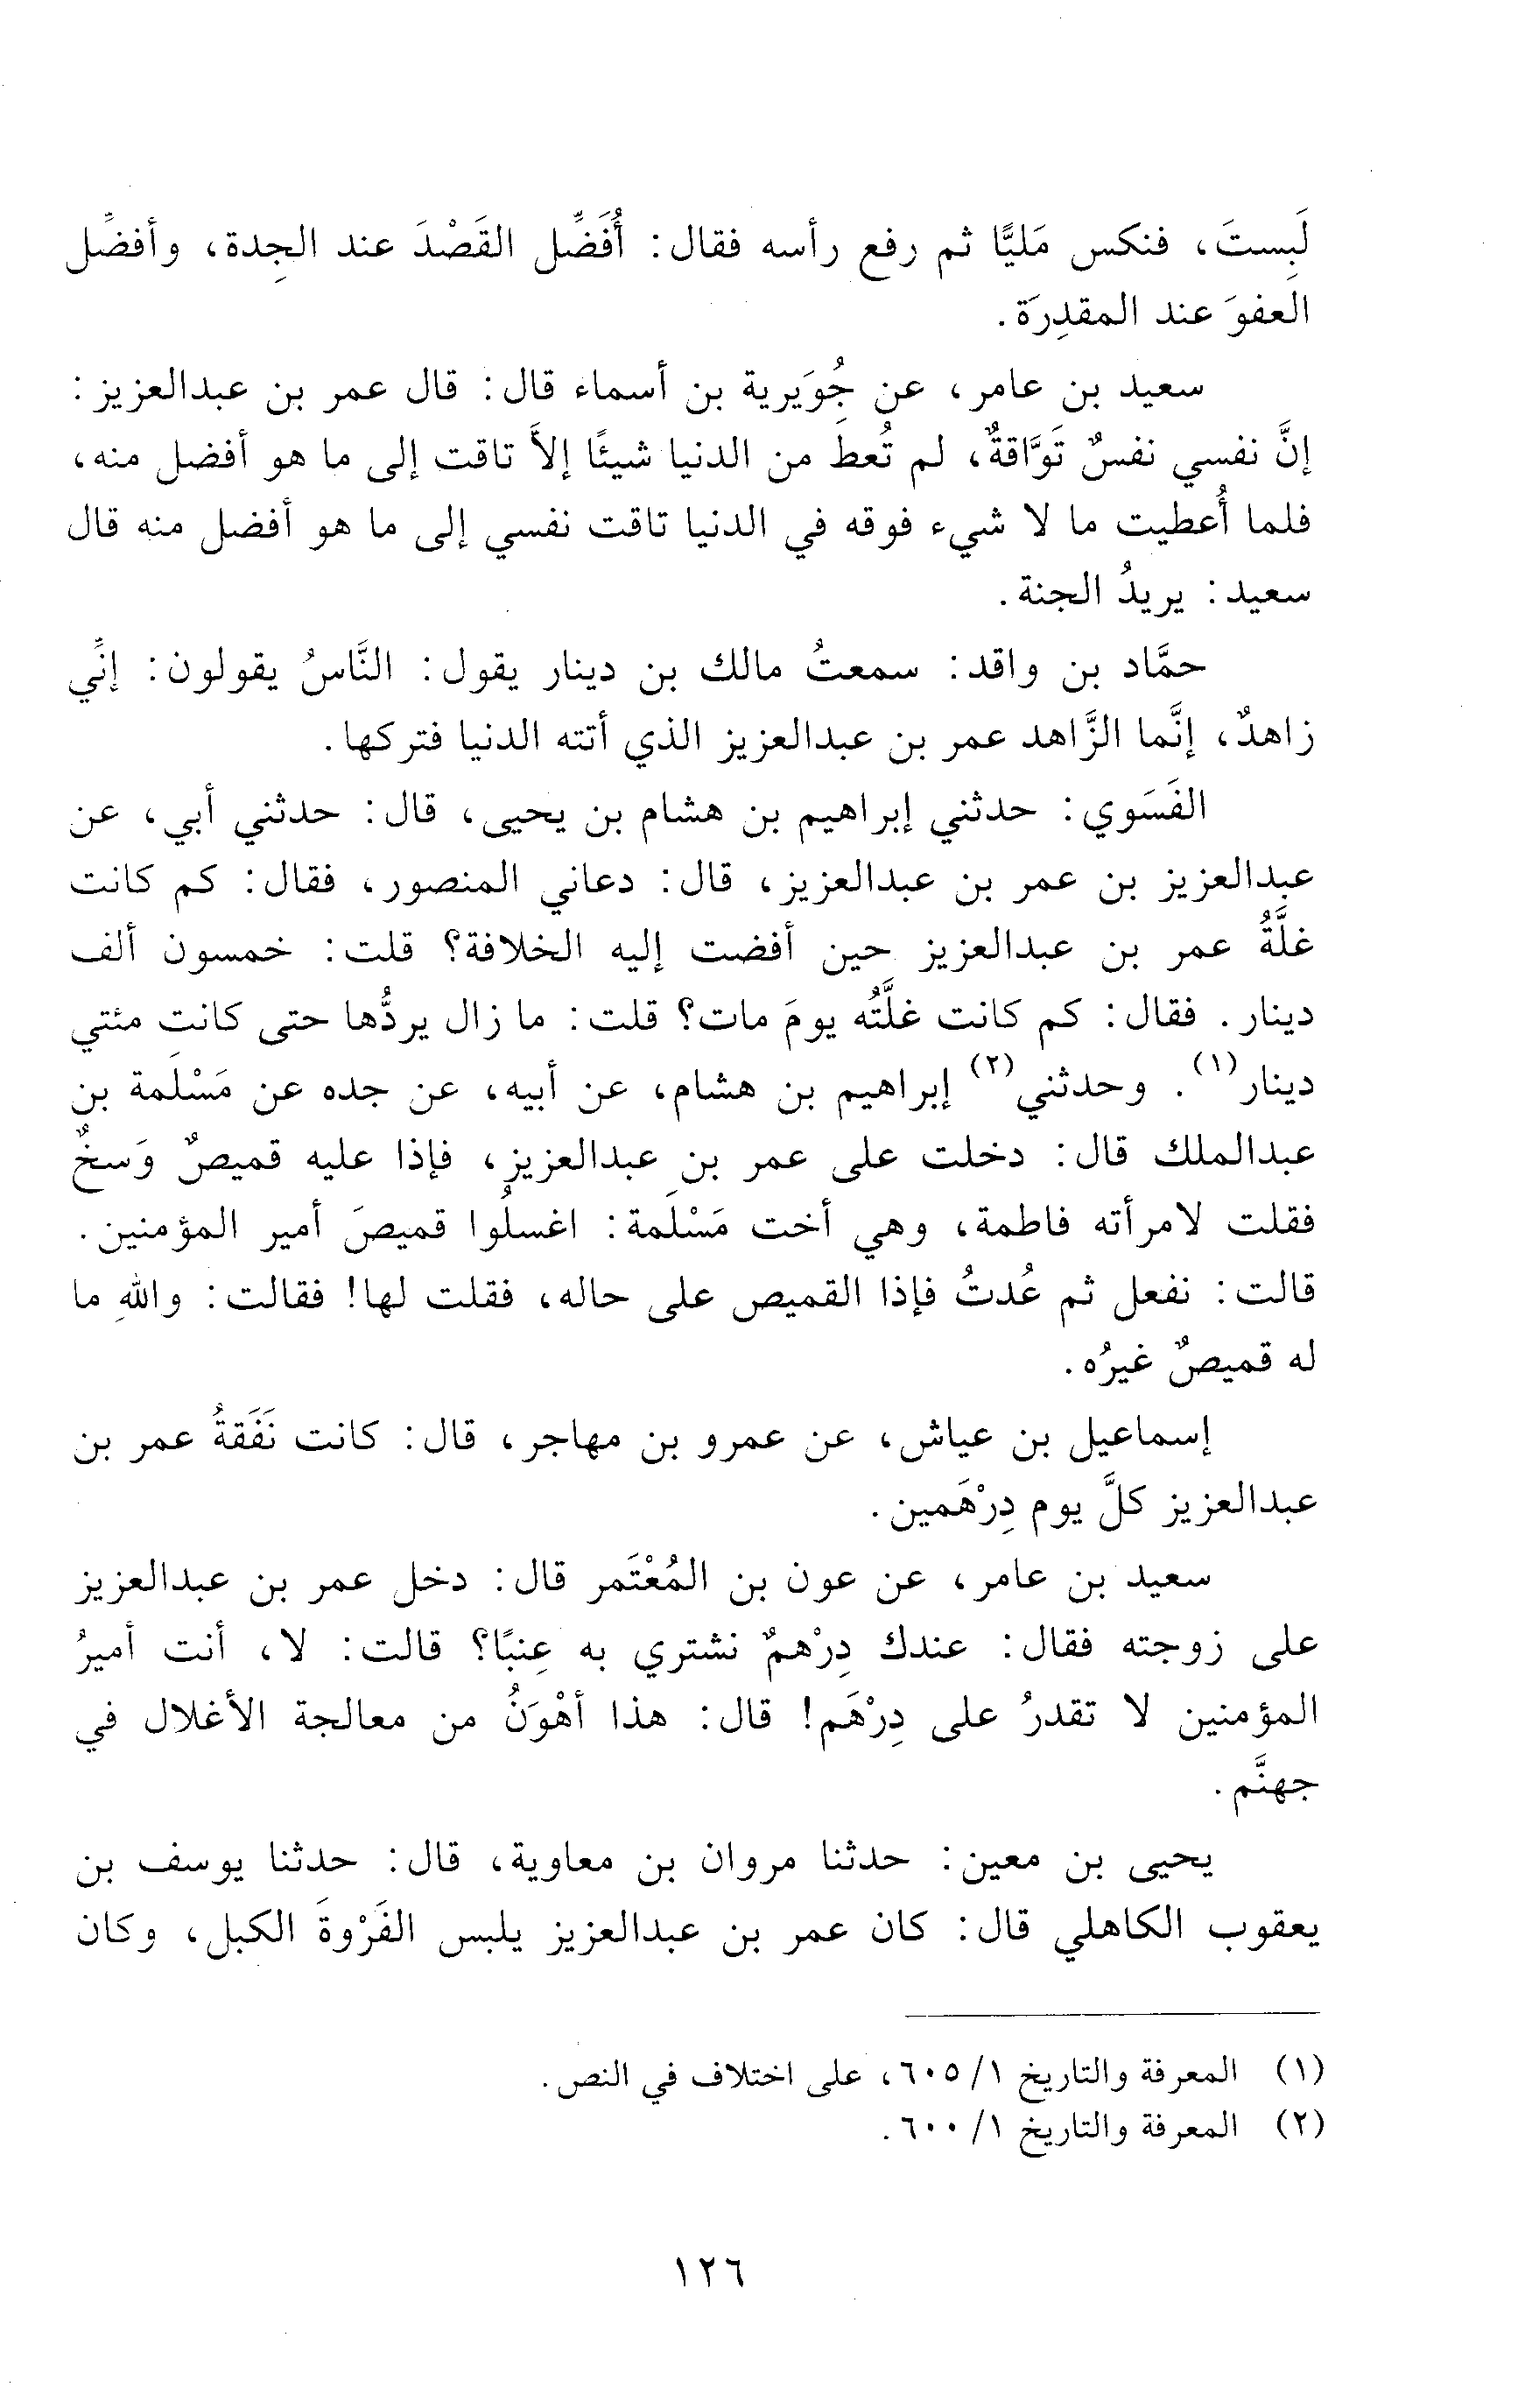 لَبِستَ، فنكس مَليًّا ثم رفع رأسه فقال: أُفَضِّل القَصْدَ عند الجِدة، وأفضِّل
العفوَ عند المقدِرَة.
سعيد بن عامر، عن جُوَيرية بن أسماء قال: قال عمر بن عبدالعزيز:
إنَّ نفسي نفسٌ تَوَّاقةٌ، لم تُعطِ من الدنيا شيئًا إلاَّ تاقت إلى ما هو أفضل منه،
فلما أُعطيت ما لا شيء فوقه في الدنيا تاقت نفسي إلى ما هو أفضل منه قال
سعيد: يريدُ الجنة.
حمَّاد بن واقد: سمعتُ مالك بن دينار يقول: النَّاسُ يقولون: إنِّي
زاهدٌ، إنَّما الزَّاهد عمر بن عبدالعزيز الذي أتته الدنيا فتركها.
الفَسَوي: حدثني إبراهيم بن هشام بن يحيى، قال: حدثني أبي، عن
عبدالعزيز بن عمر بن عبدالعزيز، قال: دعاني المنصور، فقال: كم كانت
غلَّةُ عمر بن عبدالعزيز حين أفضت إليه الخلافة؟ قلت: خمسون ألف
دينار. فقال: كم كانت غلَّتُه يومَ مات؟ قلت: ما زال يردُّها حتى كانت مئتي
دينار(١). وحدثني(٢) إبراهيم بن هشام، عن أبيه، عن جده عن مَسْلَمة بن
عبدالملك قال: دخلت على عمر بن عبدالعزيز، فإذا عليه قميصٌ وَسخٌ
فقلت لامرأته فاطمة، وهي أخت مَسْلَمة: اغسلُوا قميصَ أمير المؤمنين.
قالت: نفعل ثم عُدتُ فإذا القميص على حاله، فقلت لها! فقالت: واللهِ ما
له قميصٌ غيرُه.
إسماعيل بن عياش، عن عمرو بن مهاجر، قال: كانت نَفَقةُ عمر بن
عبدالعزيز كلَّ يوم دِرْهَمين.
سعيد بن عامر، عن عون بن المُعْتَمر قال: دخل عمر بن عبدالعزيز
على زوجته فقال: عندك دِرْهمٌ نشتري به عِنبًا؟ قالت: لا، أنت أميرُ
المؤمنين لا تقدرُ على دِرْهَم! قال: هذا أهْوَنُ من معالجة الأغلال في
جهنَّم.
يحيى بن معين: حدثنا مروان بن معاوية، قال: حدثنا يوسف بن
يعقوب الكاهلي قال: كان عمر بن عبدالعزيز يلبس الفَرْوةَ الكبل، وكان
(١) المعرفة والتاريخ ١/ ٦٠٥، على اختلاف في النص.
(٢) المعرفة والتاريخ ١/ ٦٠٠.
١٢٦